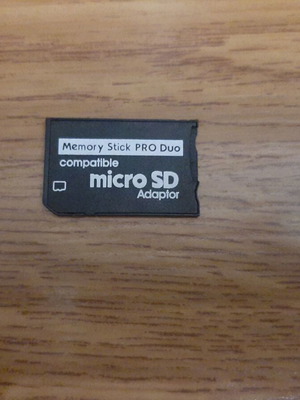 Memory Stick PRO Duo
compatible
micro SD
Adaptor